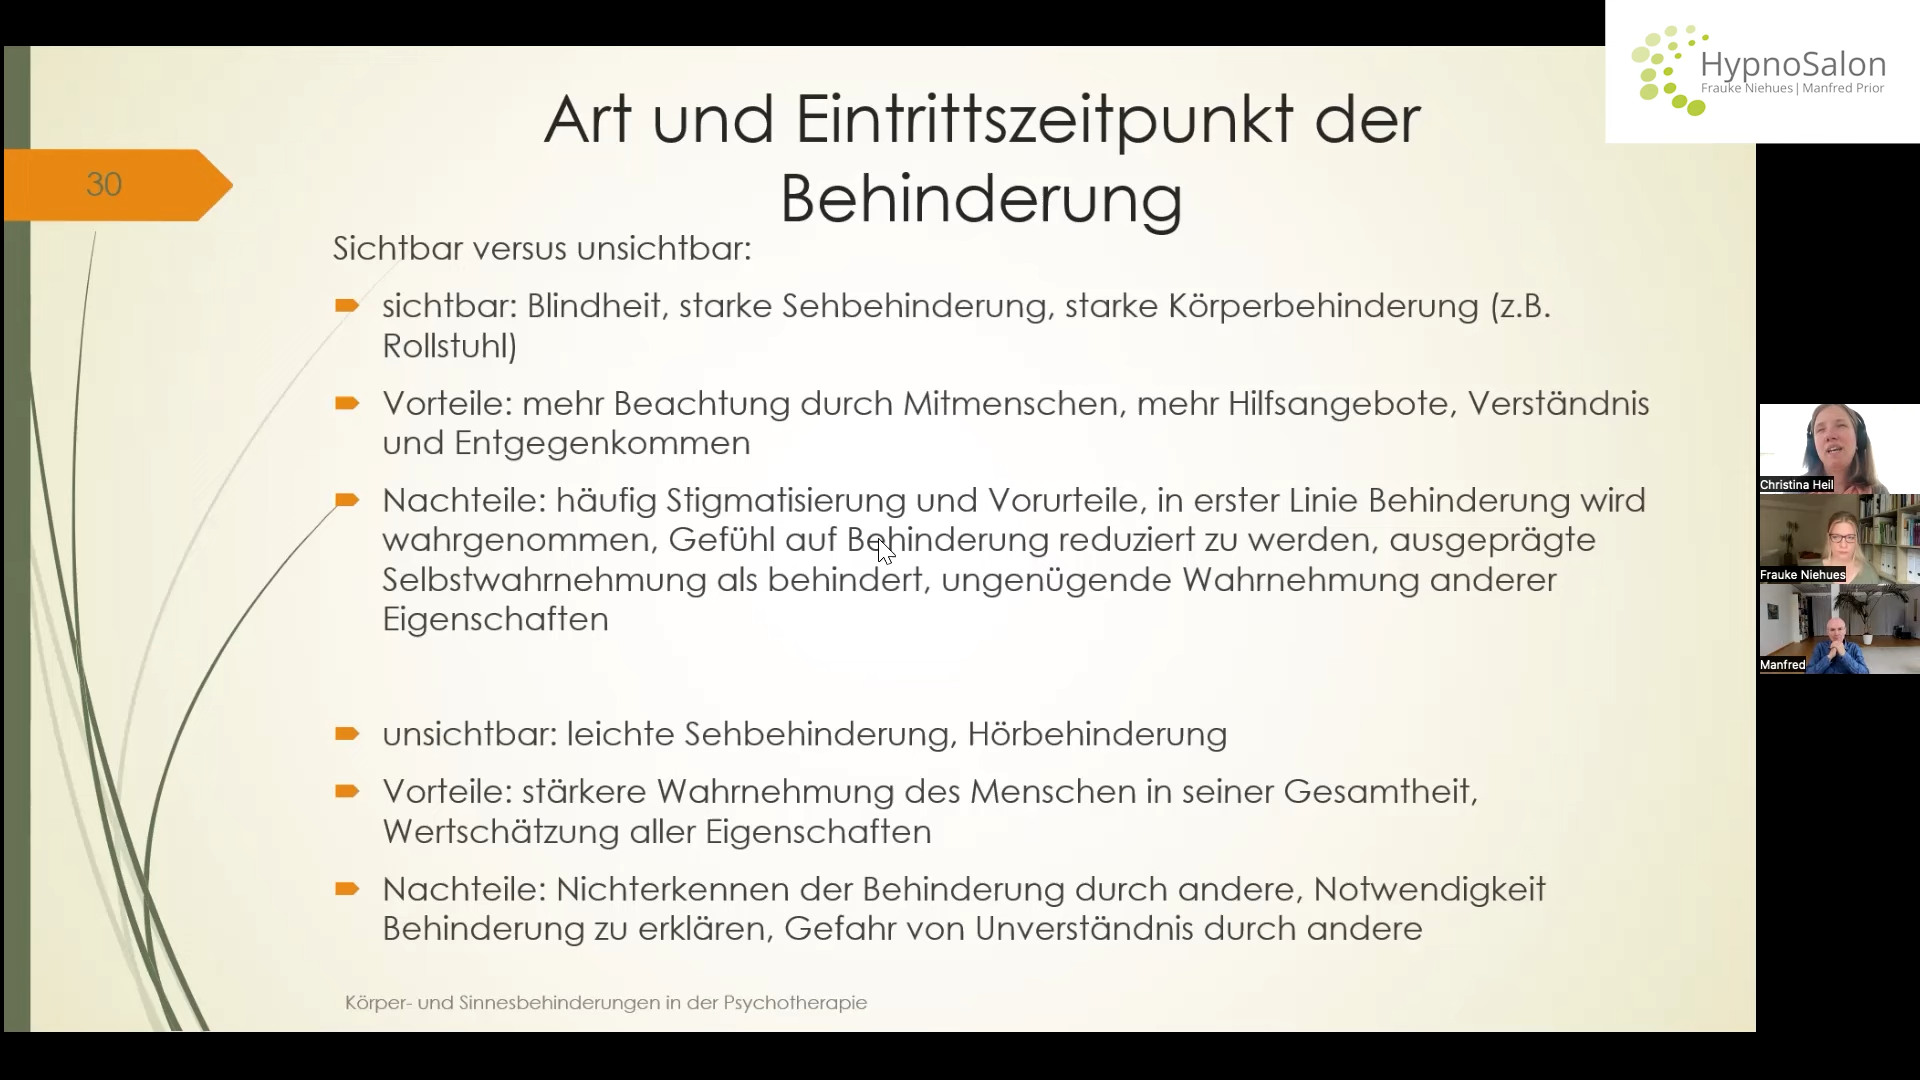 HypnoSalon
Frauke Niehues | Manfred Prior
Art und Eintrittszeitpunkt der
Behinderung
30
Sichtbar versus unsichtbar:
sichtbar: Blindheit, starke Sehbehinderung, starke Körperbehinderung (z.B.
Rollstuhl)
Vorteile: mehr Beachtung durch Mitmenschen, mehr Hilfsangebote, Verständnis
und Entgegenkommen
Nachteile: häufig Stigmatisierung und Vorurteile, in erster Linie Behinderung wird
wahrgenommen, Gefühl auf Behinderung reduziert zu werden, ausgeprägte
Selbstwahrnehmung als behindert, ungenügende Wahrnehmung anderer
Eigenschaften
unsichtbar: leichte Sehbehinderung, Hörbehinderung
Vorteile: stärkere Wahrnehmung des Menschen in seiner Gesamtheit,
Wertschätzung aller Eigenschaften
Nachteile: Nichterkennen der Behinderung durch andere, Notwendigkeit
Behinderung zu erklären, Gefahr von Unverständnis durch andere
Körper- und Sinnesbehinderungen in der Psychotherapie
Christina Heil
Frauke Niehues
Manfred